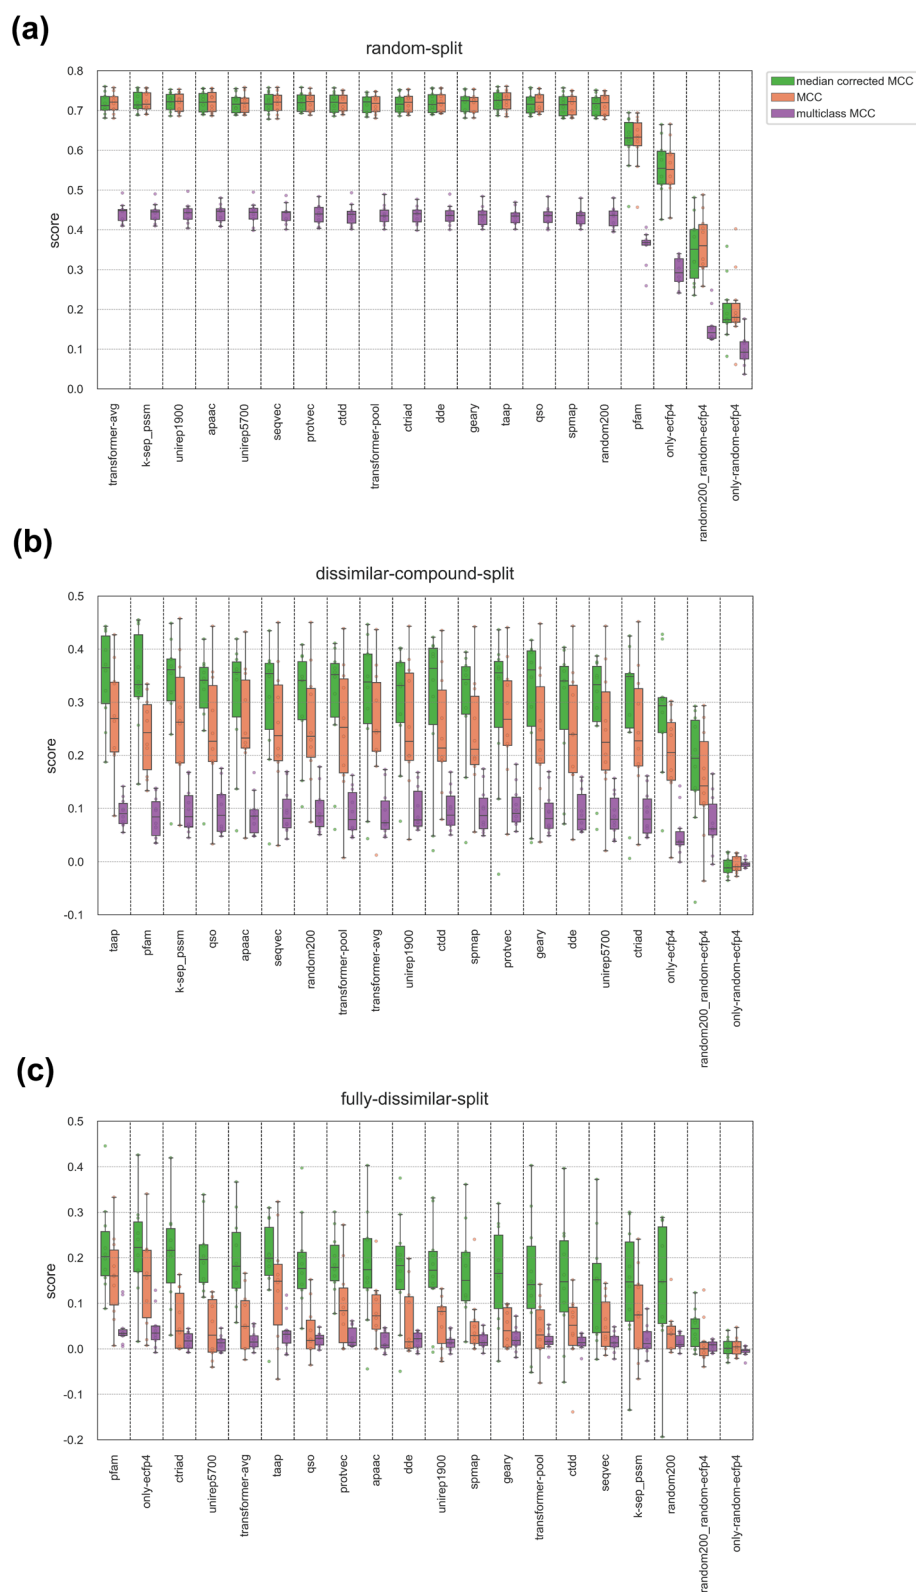 (a)
random-split
median corrected MCC
MCC
multiclass MCC
0.8
0.7
0.6
0.5
0.4
0.3
0.2
0.1
0.0
score
transformer-avg
k-sep_pssm
unirep1900
apaac
unirep5700
seqvec
protvec
ctdd
transformer-pool
ctriad
dde
geary
taap
qso
spmap
random200
pfam
only-ecfp4
random200_random-ecfp4
only-random-ecfp4
(b)
dissimilar-compound-split
0.5
0.4
0.3
0.2
0.1
0.0
-0.1
score
taap
pfam
k-sep_pssm
qso
apaac
seqvec
random200
transformer-pool
transformer-avg
unirep1900
ctdd
spmap
protvec
geary
dde
unirep5700
ctriad
only-ecfp4
random200_random-ecfp4
only-random-ecfp4
(c)
fully-dissimilar-split
0.5
0.4
0.3
0.2
0.1
0.0
-0.1
-0.2
score
pfam
only-ecfp4
ctriad
unirep5700
transformer-avg
taap
qso
protvec
apaac
dde
unirep1900
spmap
geary
transformer-pool
ctdd
seqvec
k-sep_pssm
random200
random200_random-ecfp4
only-random-ecfp4